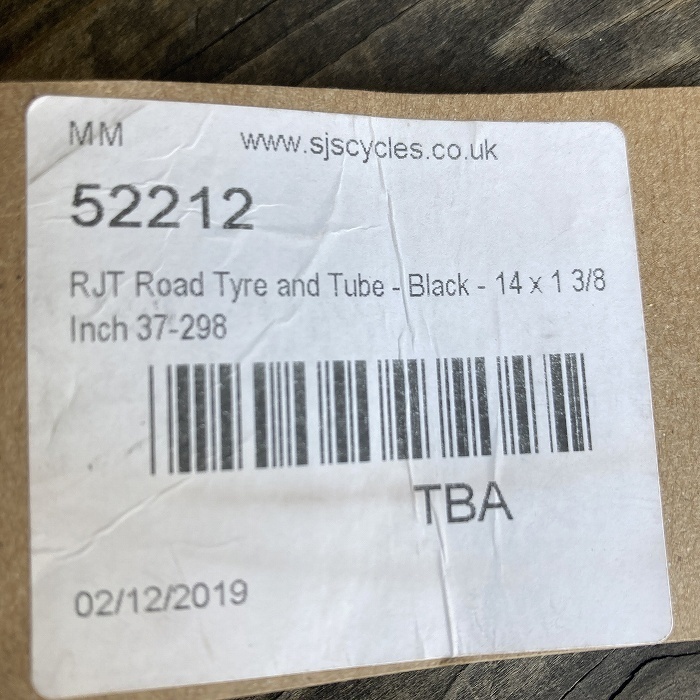 MM
www.sjscycles.co.uk
52212
RJT Road Tyre and Tube - Black - 14 x 1 3/8
Inch 37-298
TBA
02/12/2019